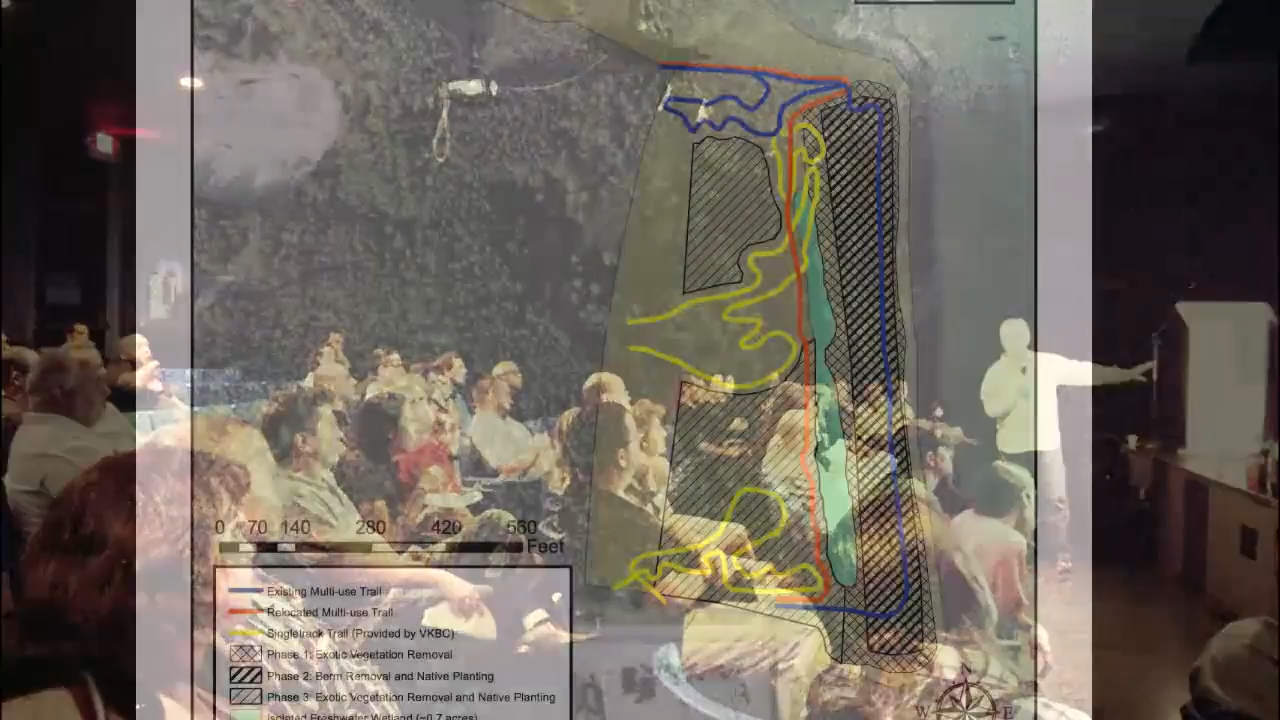 0 70 140 280 420 560
Feet
Existing Multi-use Trail
Relocated Multi-use Trail
Singletrack Trail (Provided by VKBC)
Phase 1: Exotic Vegetation Removal
Phase 2: Berm Removal and Native Planting
Phase 3: Exotic Vegetation Removal and Native Planting
Isolated Freshwater Wetland (~0.7 acres)
N
W E